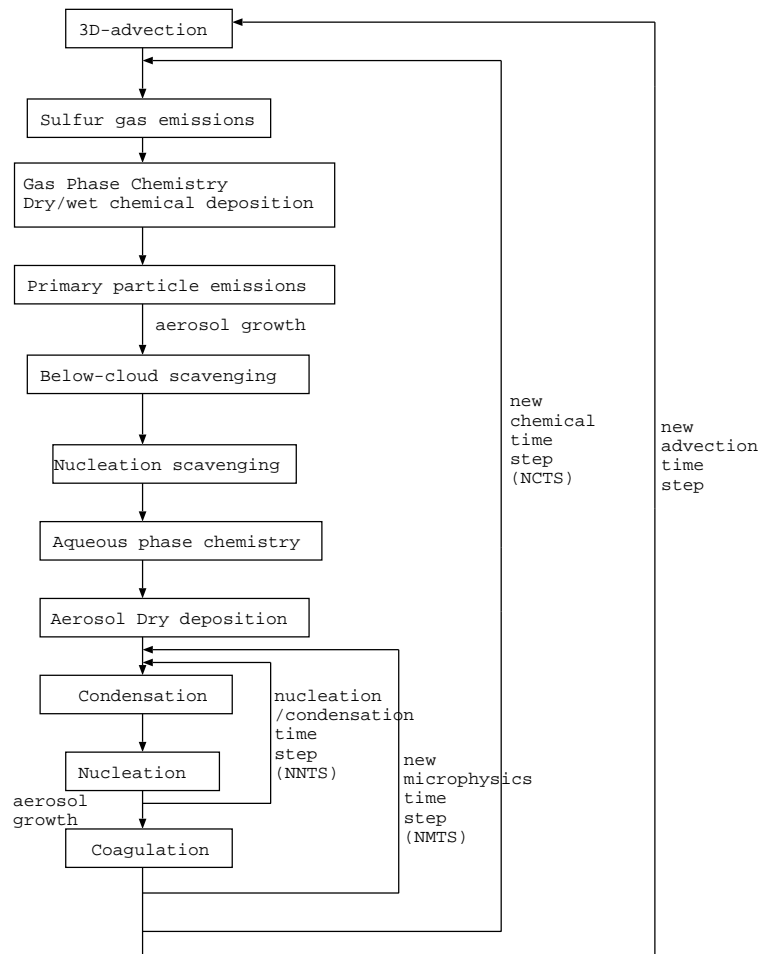 3D-advection
Sulfur gas emissions
Gas Phase Chemistry
Dry/wet chemical deposition
Primary particle emissions
aerosol growth
Below-cloud scavenging
Nucleation scavenging
Aqueous phase chemistry
Aerosol Dry deposition
Condensation
Nucleation
aerosol
growth
Coagulation
nucleation
/condensation
time
step
(NNTS)
new
microphysics
time
step
(NMTS)
new
chemical
time
step
(NCTS)
new
advection
time
step